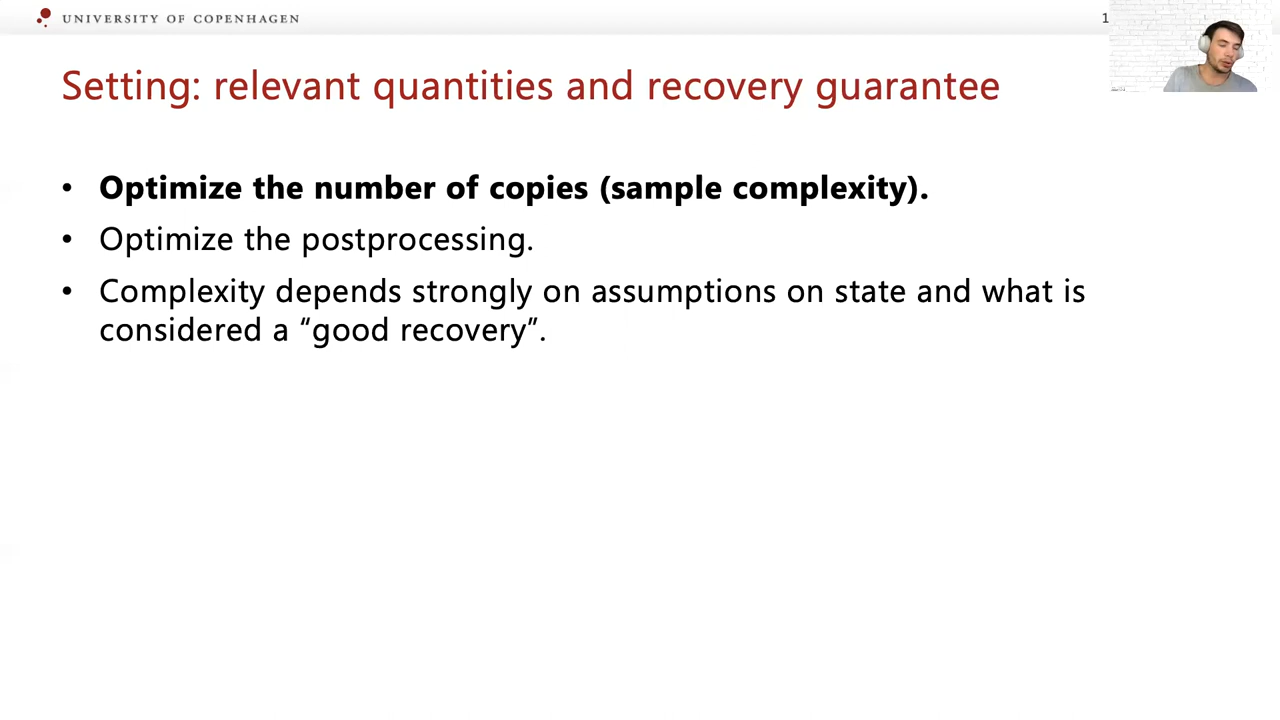 UNIVERSITY OF COPENHAGEN
1
Setting: relevant quantities and recovery guarantee
• Optimize the number of copies (sample complexity).
• Optimize the postprocessing.
• Complexity depends strongly on assumptions on state and what is
considered a “good recovery”.